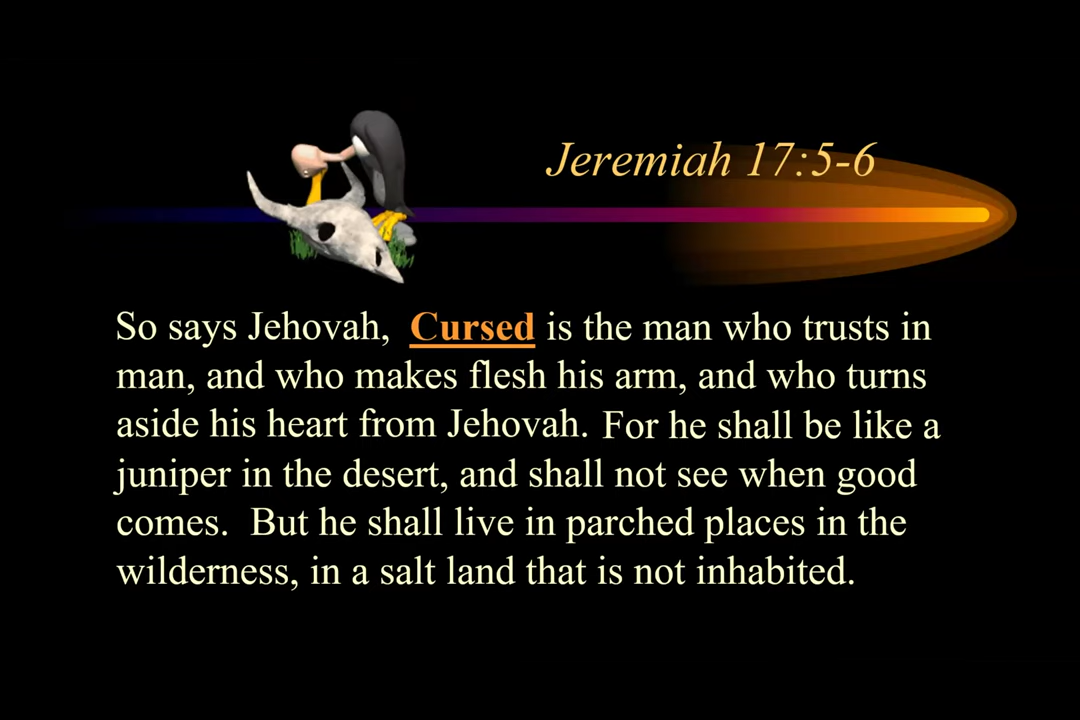 Jeremiah 17:5-6
So says Jehovah,  Cursed is the man who trusts in
man, and who makes flesh his arm, and who turns
aside his heart from Jehovah. For he shall be like a
juniper in the desert, and shall not see when good
comes.  But he shall live in parched places in the
wilderness, in a salt land that is not inhabited.